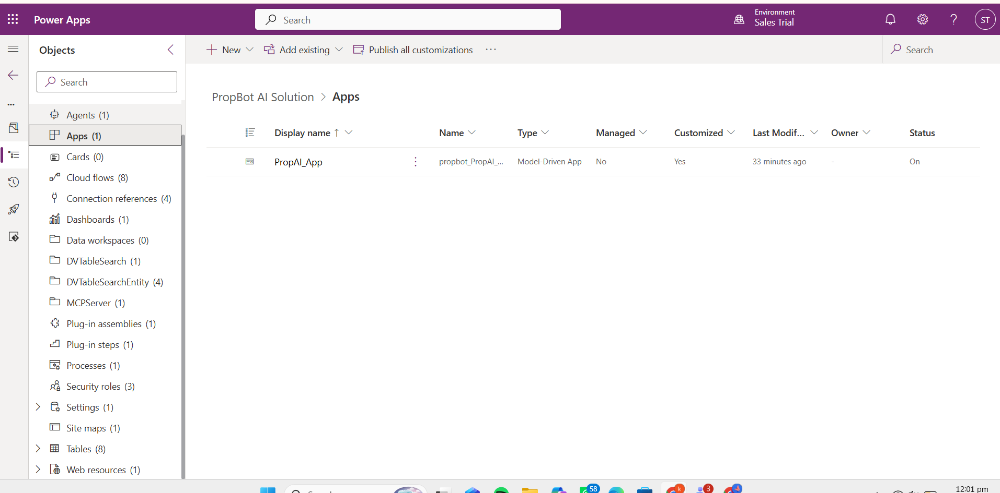 Power Apps
Search
Environment
Sales Trial
?
ST
Objects
New
Add existing
Publish all customizations
...
Search
Search
...
PropBot AI Solution > Apps
Agents (1)
Apps (1)
Cards (0)
Cloud flows (8)
Connection references (4)
Dashboards (1)
Data workspaces (0)
DVTableSearch (1)
DVTableSearchEntity (4)
MCPServer (1)
Plug-in assemblies (1)
Plug-in steps (1)
Processes (1)
Security roles (3)
Settings (1)
Site maps (1)
Tables (8)
Web resources (1)
Display name ↑ Name Type Managed Customized Last Modif... Owner Status
PropAI_App propbot_PropAI_... Model-Driven App No Yes 33 minutes ago - On
58
k
3
12:01 pm